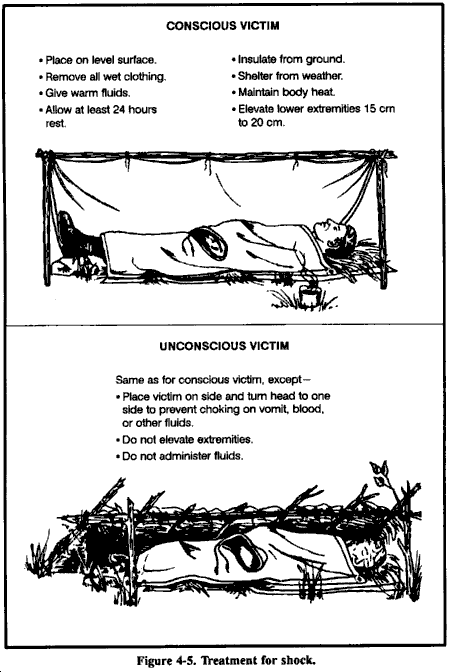 CONSCIOUS VICTIM
• Place on level surface.
• Remove all wet clothing.
• Give warm fluids.
• Allow at least 24 hours
rest.
• Insulate from ground.
• Shelter from weather.
• Maintain body heat.
• Elevate lower extremities 15 cm
to 20 cm.
UNCONSCIOUS VICTIM
Same as for conscious victim, except—
• Place victim on side and turn head to one
side to prevent choking on vomit, blood,
or other fluids.
• Do not elevate extremities.
• Do not administer fluids.
Figure 4-5. Treatment for shock.